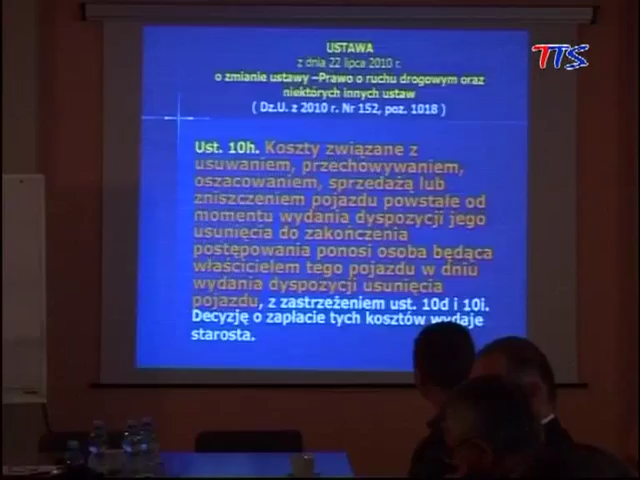 USTAWA
z dnia 22 lipca 2010 r.
o zmianie ustawy –Prawo o ruchu drogowym oraz
niektórych innych ustaw
( Dz.U. z 2010 r. Nr 152, poz. 1018 )
TTS
Ust. 10h. Koszty związane z
usuwaniem, przechowywaniem,
oszacowaniem, sprzedażą lub
zniszczeniem pojazdu powstałe od
momentu wydania dyspozycji jego
usunięcia do zakończenia
postępowania ponosi osoba będąca
właścicielem tego pojazdu w dniu
wydania dyspozycji usunięcia
pojazdu, z zastrzeżeniem ust. 10d i 10i.
Decyzję o zapłacie tych kosztów wydaje
starosta.